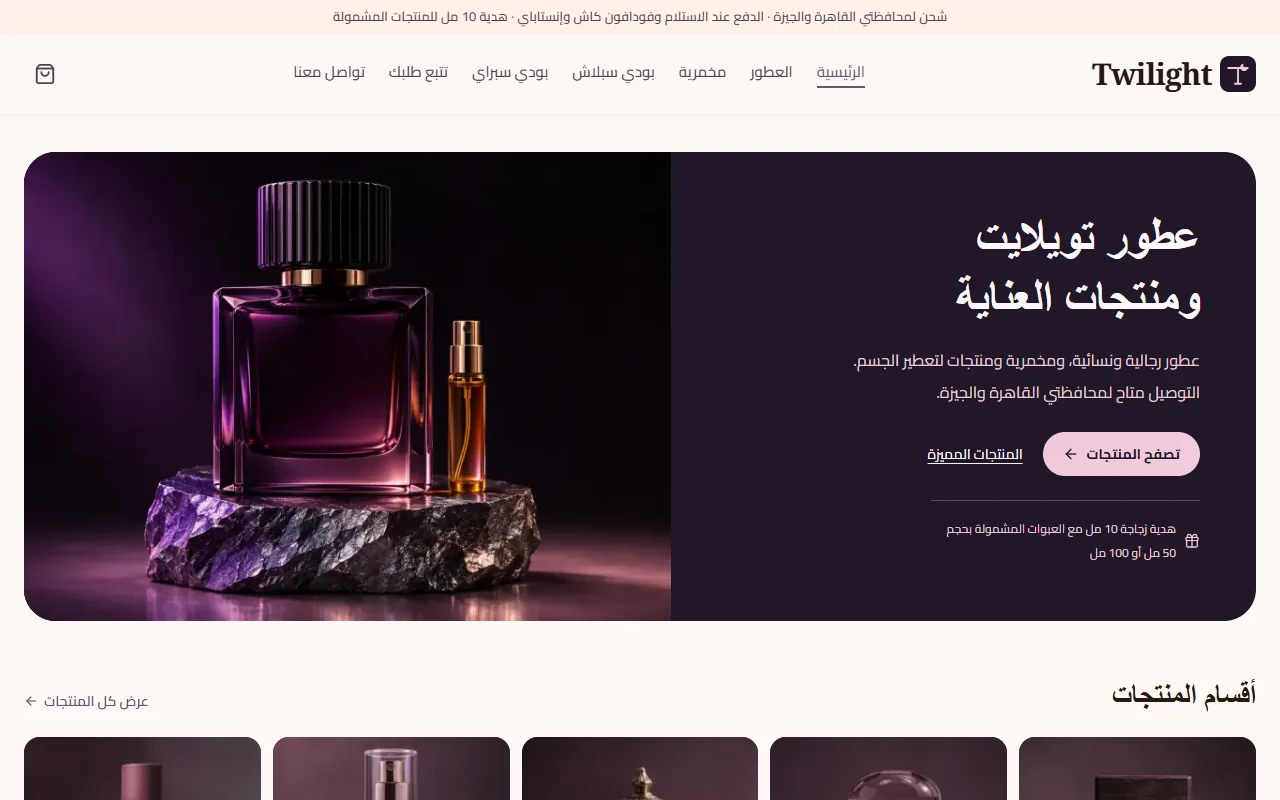 شحن لمحافظتي القاهرة والجيزة · الدفع عند الاستلام وفودافون كاش وإنستاباي · هدية 10 مل للمنتجات المشمولة
Twilight
الرئيسية
العطور
مخمرية
بودي سبلاش
بودي سبراي
تتبع طلبك
تواصل معنا
عطور تويلايت
ومنتجات العناية
عطور رجالية ونسائية، ومخمرية ومنتجات لتعطير الجسم.
التوصيل متاح لمحافظتي القاهرة والجيزة.
تصفح المنتجات
المنتجات المميزة
هدية زجاجة 10 مل مع العبوات المشمولة بحجم
50 مل أو 100 مل
أقسام المنتجات
عرض كل المنتجات